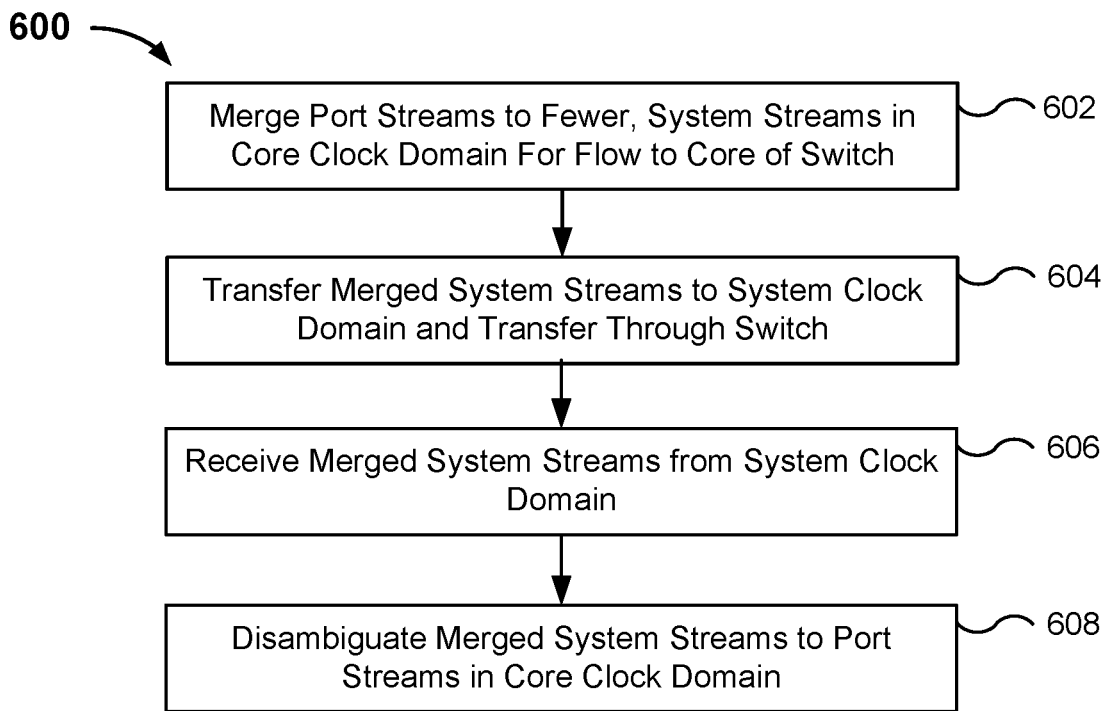 600
Merge Port Streams to Fewer, System Streams in
Core Clock Domain For Flow to Core of Switch
602
Transfer Merged System Streams to System Clock
Domain and Transfer Through Switch
604
Receive Merged System Streams from System Clock
Domain
606
Disambiguate Merged System Streams to Port
Streams in Core Clock Domain
608